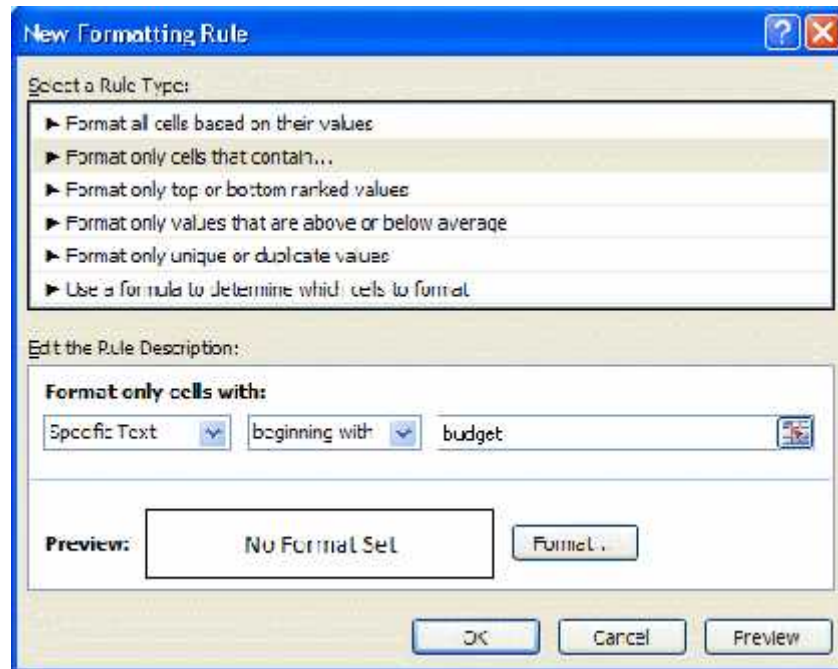 New Formatting Rule
Select a Rule Type:
► Format all cells based on their values
► Format only cells that contain...
► Format only top or bottom ranked values
► Format only values that are above or below average
► Format only unique or duplicate values
► Use a formula to determine which cells to format
Edit the Rule Description:
Format only cells with:
Specific Text beginning with budget
Preview: No Format Set Format...
OK Cancel Preview